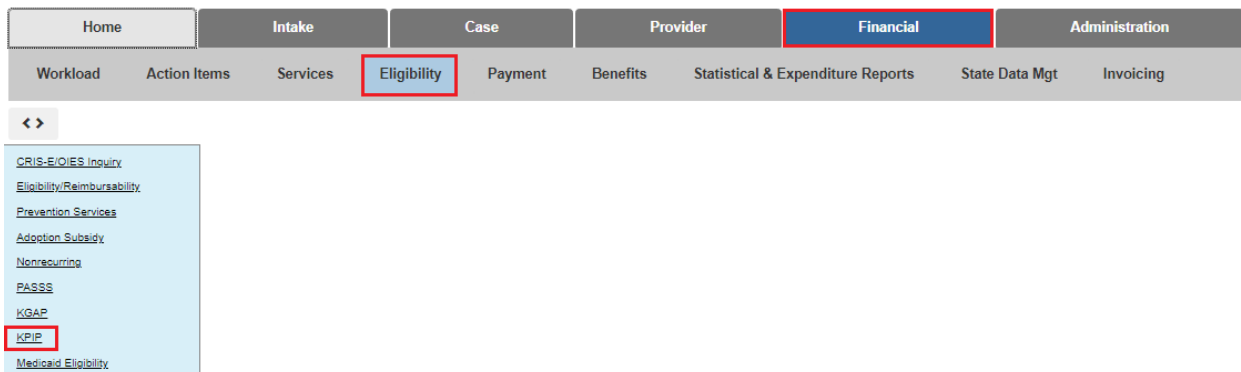 Home Intake Case Provider Financial Administration
Workload Action Items Services Eligibility Payment Benefits Statistical & Expenditure Reports State Data Mgt Invoicing
CRIS-E/OIES Inquiry
Eligibility/Reimbursability
Prevention Services
Adoption Subsidy
Nonrecurring
PASSS
KGAP
KPIP
Medicaid Eligibility